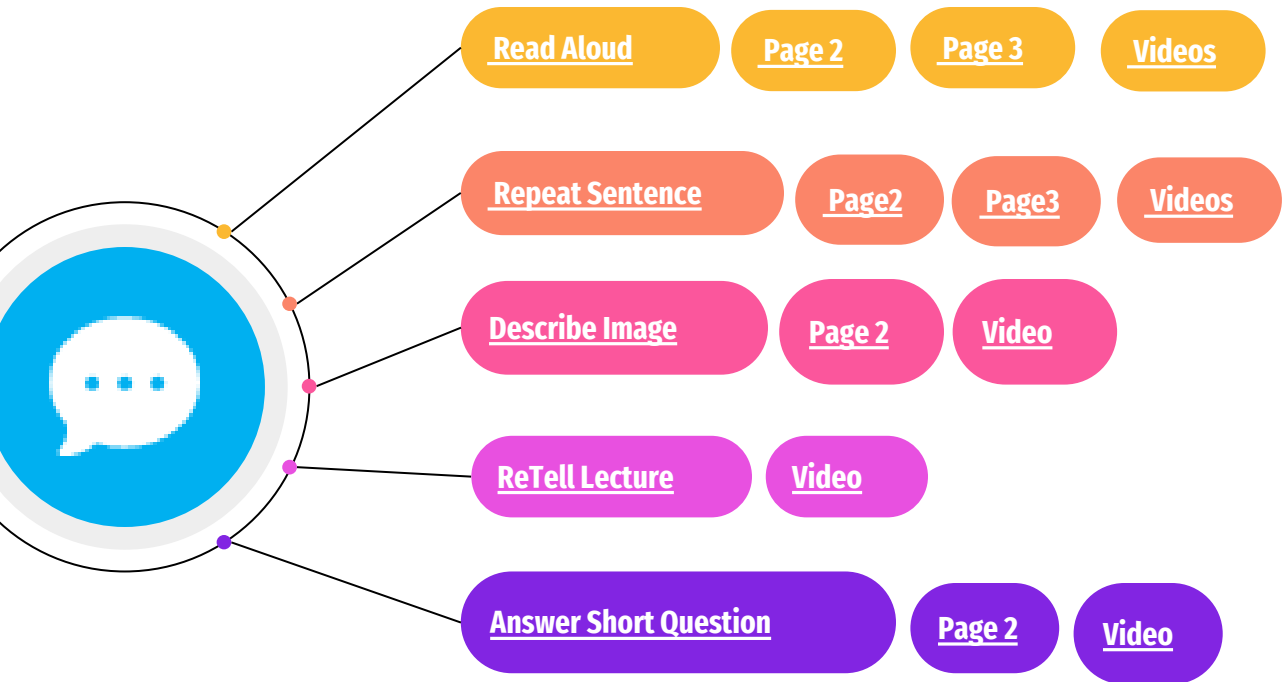 Read Aloud Page 2 Page 3 Videos
Repeat Sentence Page2 Page3 Videos
Describe Image Page 2 Video
ReTell Lecture Video
Answer Short Question Page 2 Video